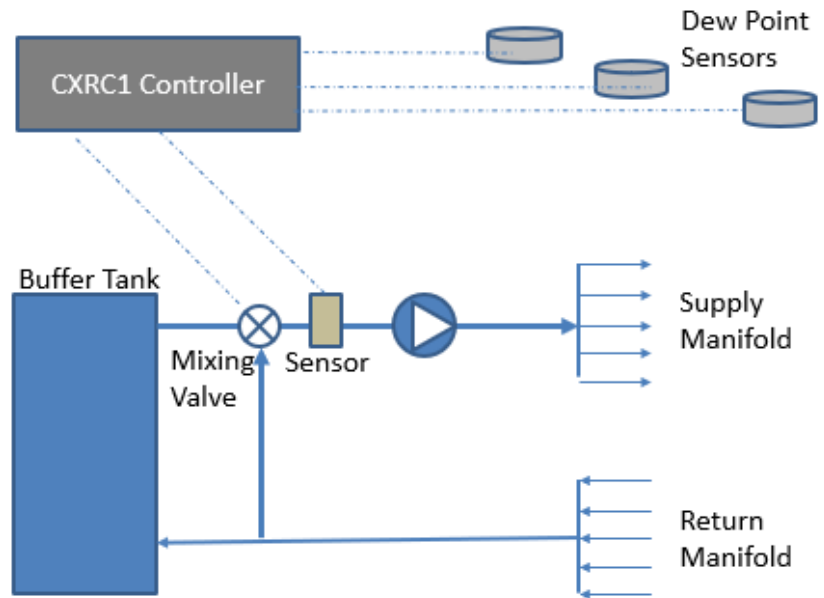 Dew Point
Sensors
CXRC1 Controller
Buffer Tank
Mixing
Valve
Sensor
Supply
Manifold
Return
Manifold